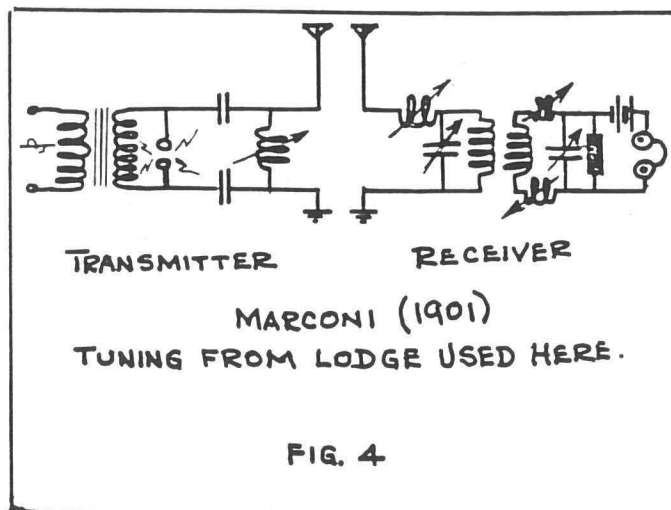 TRANSMITTER
RECEIVER
MARCONI (1901)
TUNING FROM LODGE USED HERE.
FIG. 4